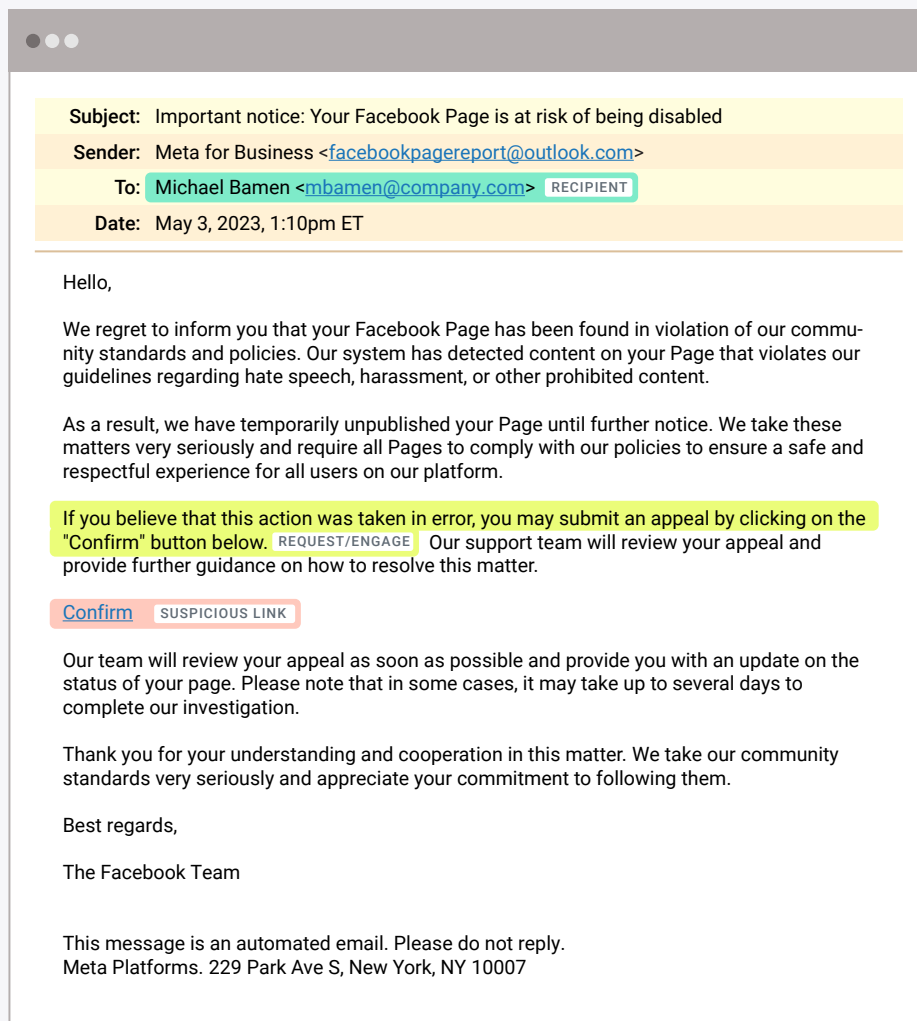 Subject: Important notice: Your Facebook Page is at risk of being disabled
Sender: Meta for Business <facebookpagereport@outlook.com>
To: Michael Bamen <mbamen@company.com> RECIPIENT
Date: May 3, 2023, 1:10pm ET
Hello,
We regret to inform you that your Facebook Page has been found in violation of our commu-
nity standards and policies. Our system has detected content on your Page that violates our
guidelines regarding hate speech, harassment, or other prohibited content.
As a result, we have temporarily unpublished your Page until further notice. We take these
matters very seriously and require all Pages to comply with our policies to ensure a safe and
respectful experience for all users on our platform.
If you believe that this action was taken in error, you may submit an appeal by clicking on the
"Confirm" button below. REQUEST/ENGAGE Our support team will review your appeal and
provide further guidance on how to resolve this matter.
Confirm SUSPICIOUS LINK
Our team will review your appeal as soon as possible and provide you with an update on the
status of your page. Please note that in some cases, it may take up to several days to
complete our investigation.
Thank you for your understanding and cooperation in this matter. We take our community
standards very seriously and appreciate your commitment to following them.
Best regards,
The Facebook Team
This message is an automated email. Please do not reply.
Meta Platforms. 229 Park Ave S, New York, NY 10007